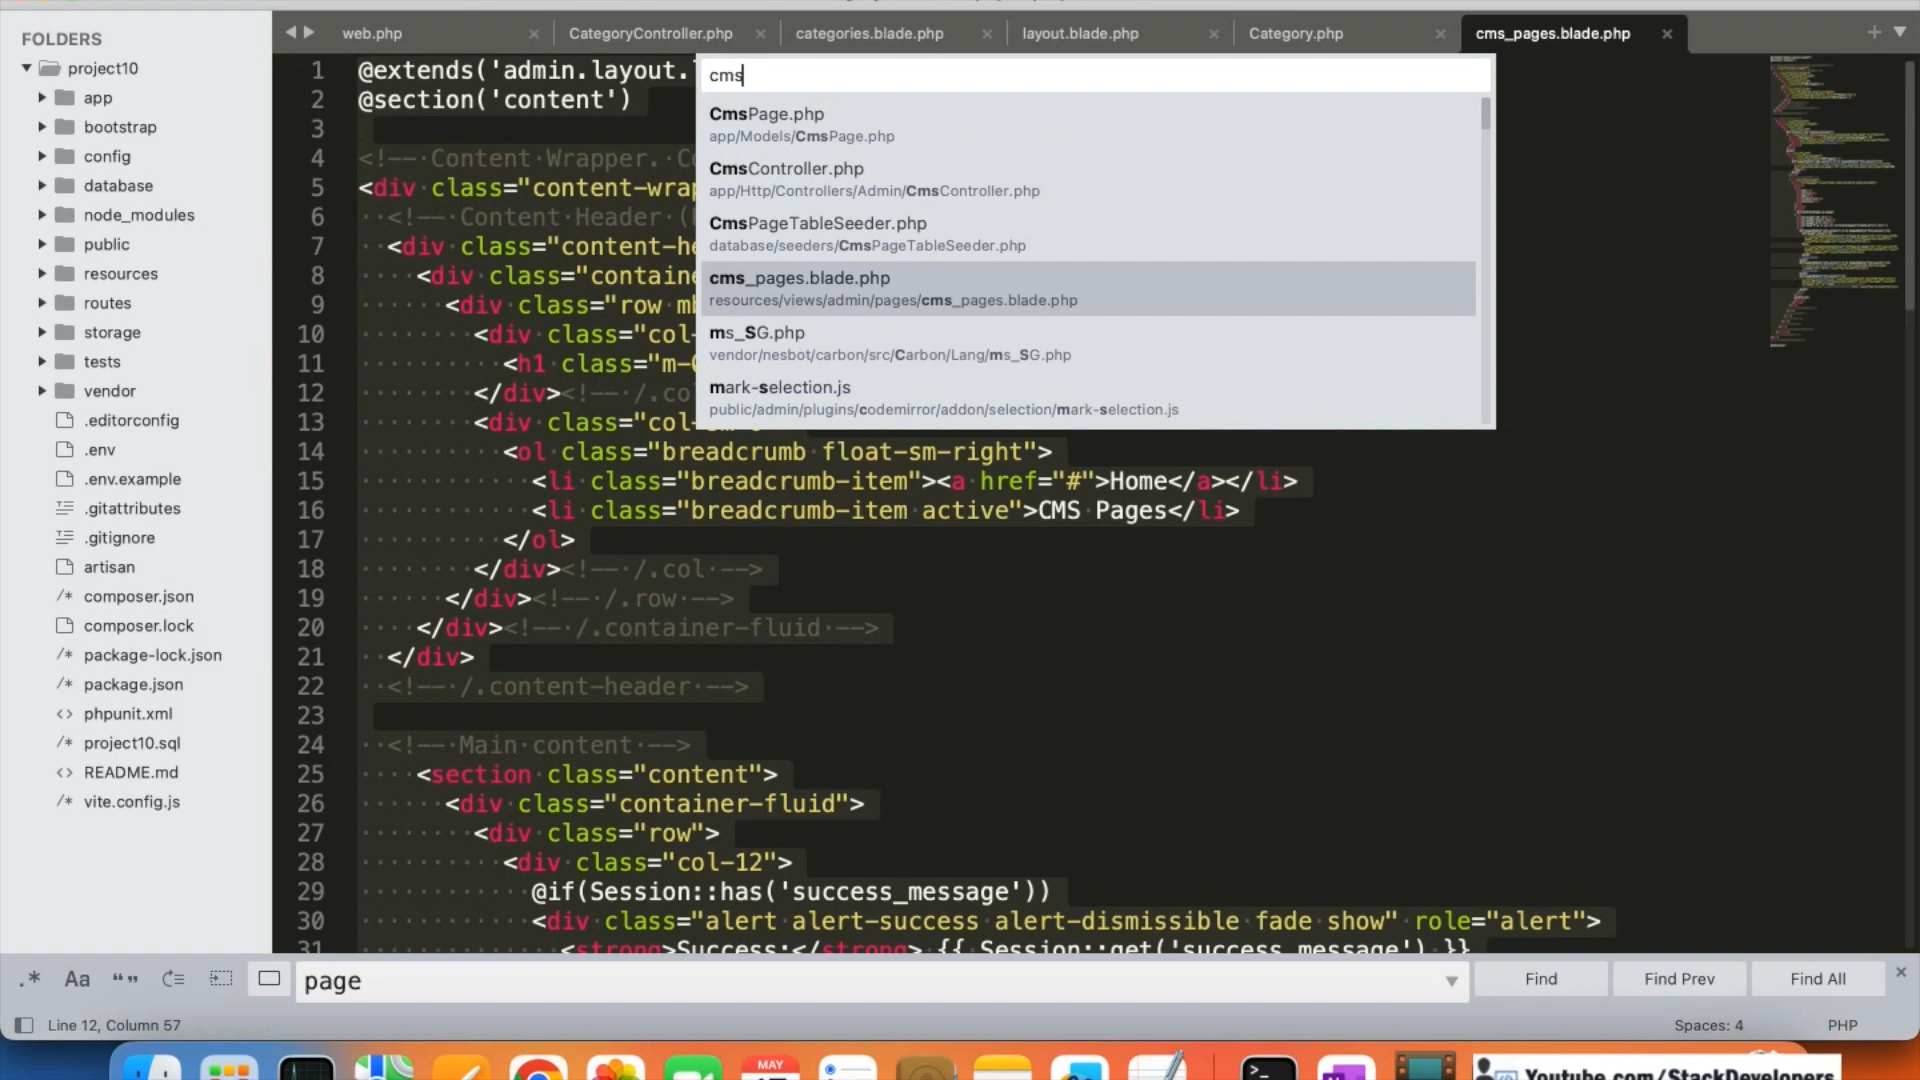 FOLDERS
project10
app
bootstrap
config
database
node_modules
public
resources
routes
storage
tests
vendor
.editorconfig
.env
.env.example
.gitattributes
.gitignore
artisan
/* composer.json
composer.lock
/* package-lock.json
/* package.json
<> phpunit.xml
/* project10.sql
<> README.md
/* vite.config.js
web.php
CategoryController.php
categories.blade.php
layout.blade.php
Category.php
cms_pages.blade.php
cms
CmsPage.php
app/Models/CmsPage.php
CmsController.php
app/Http/Controllers/Admin/CmsController.php
CmsPageTableSeeder.php
database/seeders/CmsPageTableSeeder.php
cms_pages.blade.php
resources/views/admin/pages/cms_pages.blade.php
ms_SG.php
vendor/nesbot/carbon/src/Carbon/Lang/ms_SG.php
mark-selection.js
public/admin/plugins/codemirror/addon/selection/mark-selection.js
1 @extends('admin.layout.
2 @section('content')
3
4 <!-- Content Wrapper. Co
5 <div class="content-wrap
6 <!-- Content Header (
7 <div class="content-he
8 <div class="containe
9 <div class="row mb
10 <div class="col-
11 <h1 class="m-0
12 </div><!-- /.co
13 <div class="col-sm-6
14 <ol class="breadcrumb float-sm-right">
15 <li class="breadcrumb-item"><a href="#">Home</a></li>
16 <li class="breadcrumb-item active">CMS Pages</li>
17 </ol>
18 </div><!-- /.col -->
19 </div><!-- /.row -->
20 </div><!-- /.container-fluid -->
21 </div>
22 <!-- /.content-header -->
23
24 <!-- Main content -->
25 <section class="content">
26 <div class="container-fluid">
27 <div class="row">
28 <div class="col-12">
29 @if(Session::has('success_message'))
30 <div class="alert alert-success alert-dismissible fade show" role="alert">
31 <strong>Success:</strong> {{ Session::get('success_message') }}
.* Aa “” page Find Find Prev Find All
Line 12, Column 57 Spaces: 4 PHP
MAY
Youtube.com/StackDevelopers